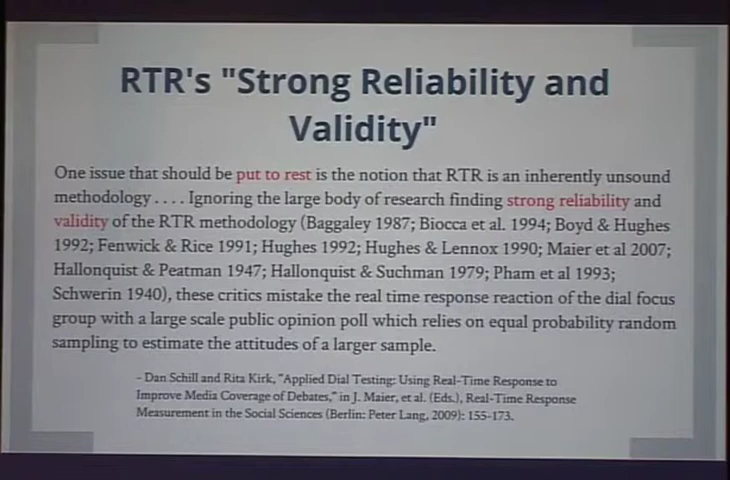 RTR's "Strong Reliability and
Validity"
One issue that should be put to rest is the notion that RTR is an inherently unsound
methodology . . . . Ignoring the large body of research finding strong reliability and
validity of the RTR methodology (Baggaley 1987; Biocca et al. 1994; Boyd & Hughes
1992; Fenwick & Rice 1991; Hughes 1992; Hughes & Lennox 1990; Maier et al 2007;
Hallonquist & Peatman 1947; Hallonquist & Suchman 1979; Pham et al 1993;
Schwerin 1940), these critics mistake the real time response reaction of the dial focus
group with a large scale public opinion poll which relies on equal probability random
sampling to estimate the attitudes of a larger sample.
- Dan Schill and Rita Kirk, "Applied Dial Testing: Using Real-Time Response to
Improve Media Coverage of Debates," in J. Maier, et al. (Eds.), Real-Time Response
Measurement in the Social Sciences (Berlin: Peter Lang, 2009): 155-173.